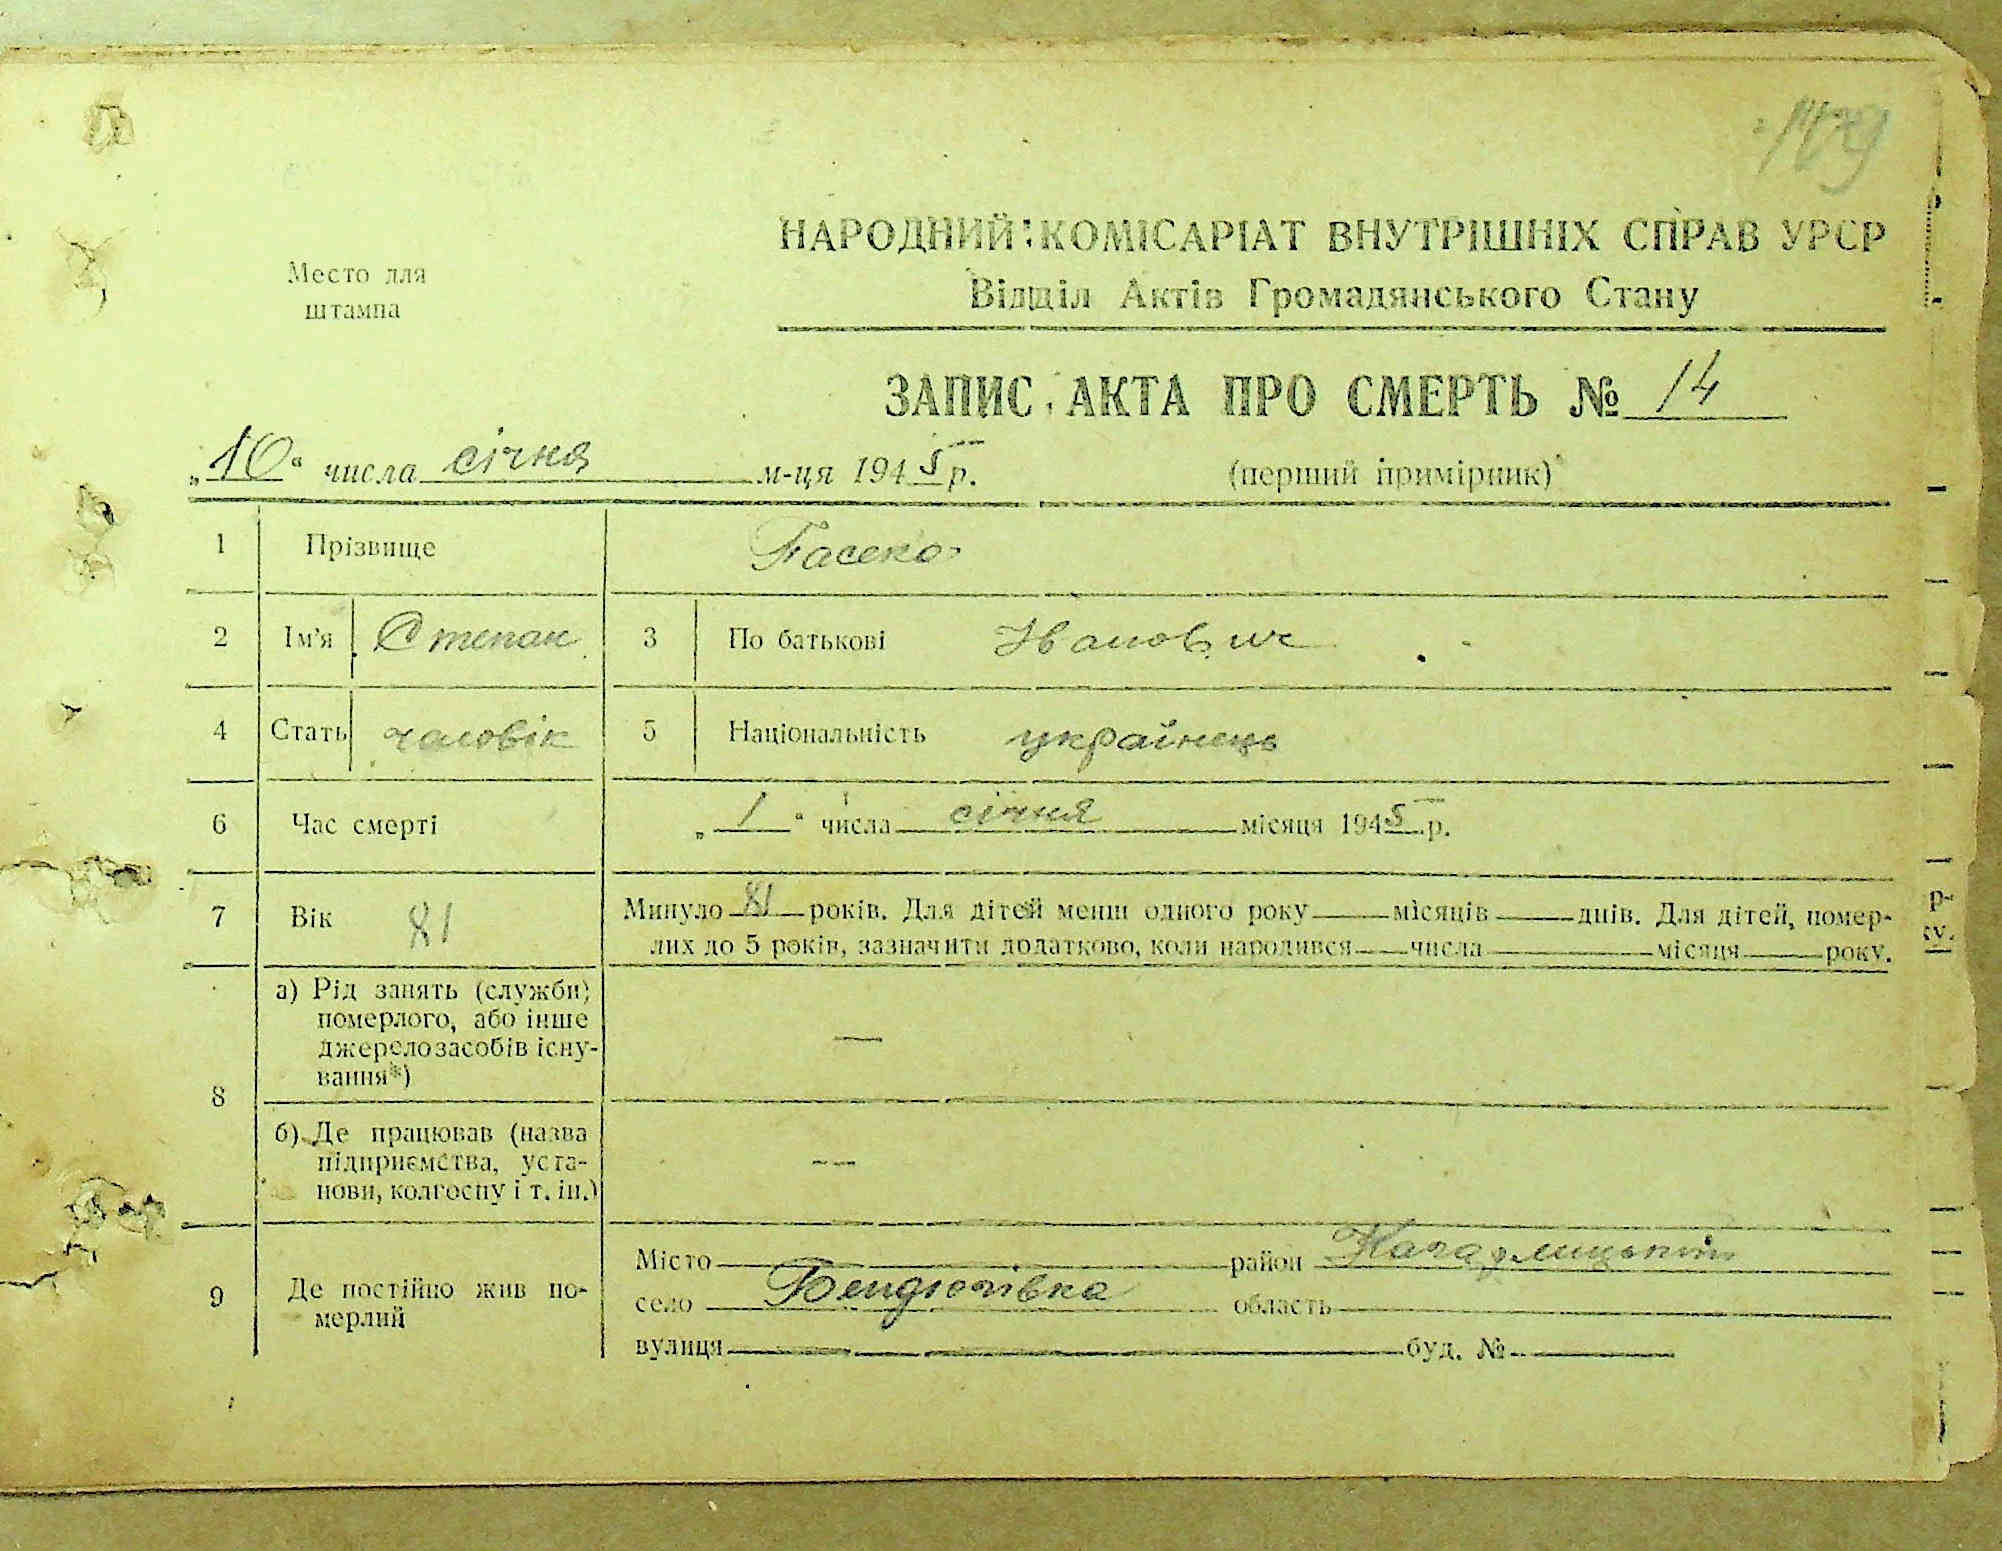 149
НАРОДНИЙ КОМІСАРІАТ ВНУТРІШНІХ СПРАВ УРСР
Место для
штампа
Відділ Актів Громадянського Стану
ЗАПИС АКТА ПРО СМЕРТЬ № 14
„10“ числа січня м-ця 1945 р.
(перший примірник)
1 Прізвище Пасека
2 Ім'я Степан 3 По батькові Іванович
4 Стать чоловік 5 Національність українець
6 Час смерті „1“ числа січня місяця 1945 р.
7 Вік 81 Минуло 81 років. Для дітей менш одного року місяців днів. Для дітей, помер-
лих до 5 років, зазначити додатково, коли народився числа місяця року.
8 а) Рід занять (служби)
померлого, або інше
джерело засобів існу-
вання*)
—
б) Де працював (назва
підприємства, уста-
нови, колгоспу і т. ін.)
—
9 Де постійно жив по-
мерлий
Місто район
село Бендюгівка область
вулиця буд. №
р-
ку.